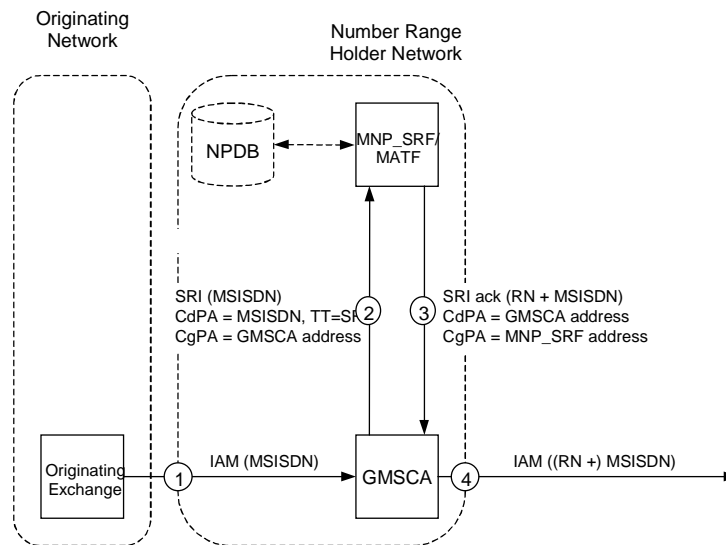 Originating
Network
Number Range
Holder Network
NPDB
MNP_SRF/
MATF
SRI (MSISDN)
CdPA = MSISDN, TT=SR
CgPA = GMSCA address
2
3
SRI ack (RN + MSISDN)
CdPA = GMSCA address
CgPA = MNP_SRF address
Originating
Exchange
1
IAM (MSISDN)
GMSCA
4
IAM ((RN +) MSISDN)